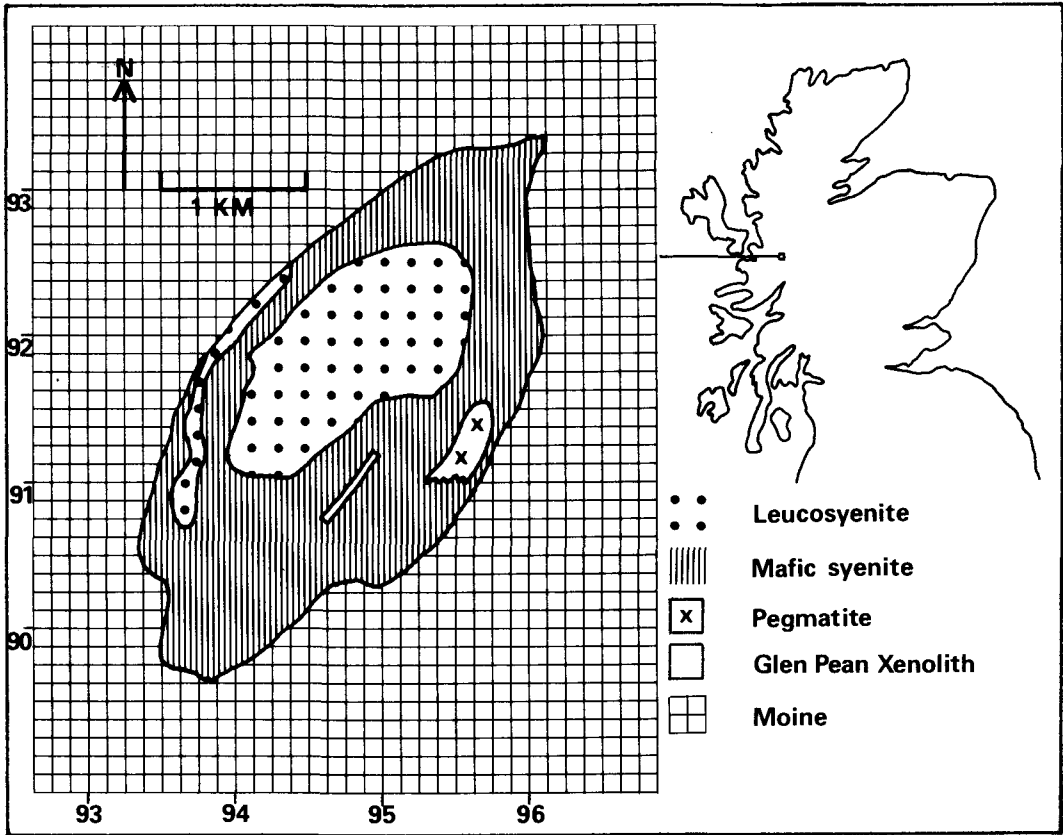 N
1 KM
93
92
91
90
93 94 95 96
Leucosyenite
Mafic syenite
x Pegmatite
x
x
Glen Pean Xenolith
Moine